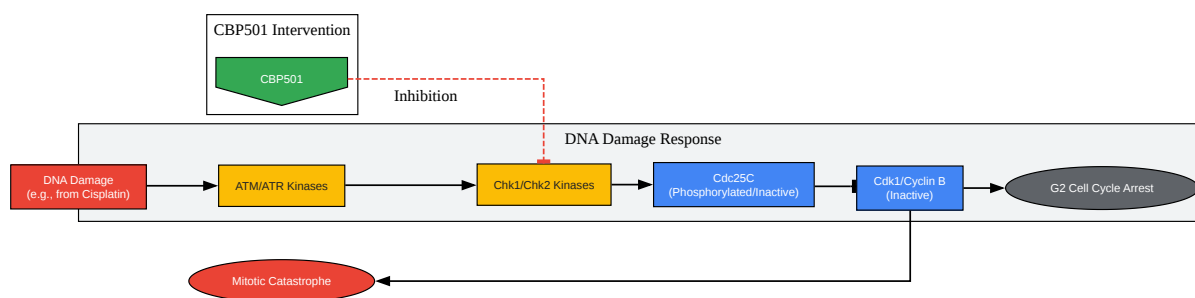 CBP501 Intervention
CBP501
Inhibition
DNA Damage Response
DNA Damage
(e.g., from Cisplatin)
ATM/ATR Kinases
Chk1/Chk2 Kinases
Cdc25C
(Phosphorylated/Inactive)
Cdk1/Cyclin B
(Inactive)
G2 Cell Cycle Arrest
Mitotic Catastrophe